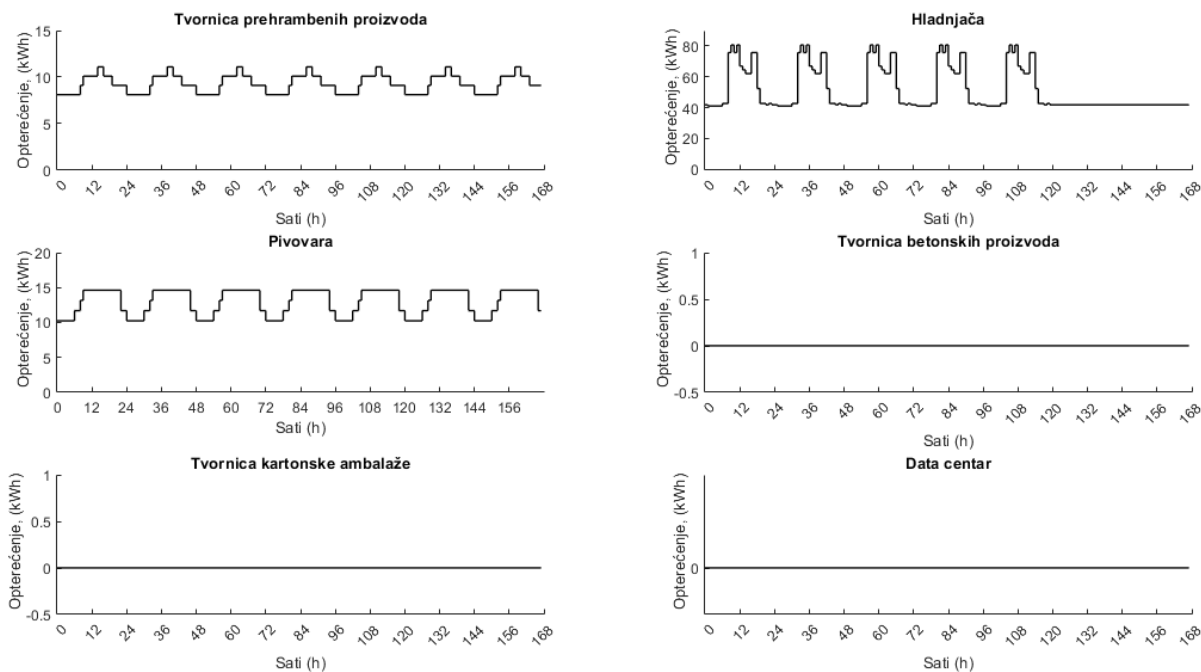 Tvornica prehrambenih proizvoda
Opterećenje, (kWh)
15
10
5
0
0 12 24 36 48 60 72 84 96 108 120 132 144 156 168
Sati (h)
Hladnjača
Opterećenje, (kWh)
80
60
40
20
0
0 12 24 36 48 60 72 84 96 108 120 132 144 156 168
Sati (h)
Pivovara
Opterećenje, (kWh)
20
15
10
5
0
0 12 24 36 48 60 72 84 96 108 120 132 144 156
Sati (h)
Tvornica betonskih proizvoda
Opterećenje, (kWh)
1
0.5
0
-0.5
0 12 24 36 48 60 72 84 96 108 120 132 144 156 168
Sati (h)
Tvornica kartonske ambalaže
Opterećenje, (kWh)
1
0.5
0
-0.5
0 12 24 36 48 60 72 84 96 108 120 132 144 156 168
Sati (h)
Data centar
Opterećenje, (kWh)
0
0 12 24 36 48 60 72 84 96 108 120 132 144 156 168
Sati (h)